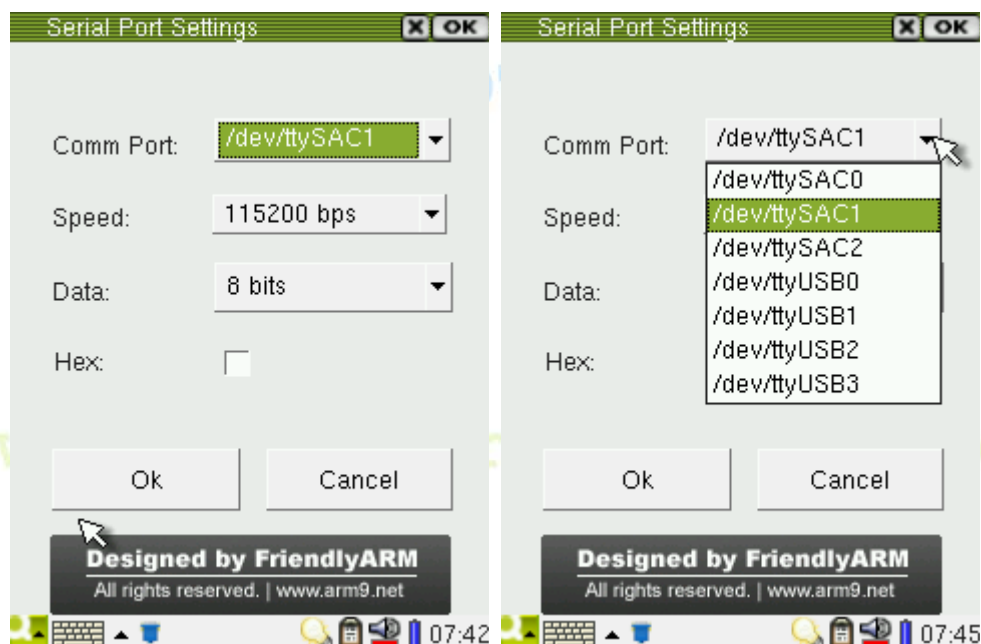 Serial Port Settings X OK
Comm Port: /dev/ttySAC1
Speed: 115200 bps
Data: 8 bits
Hex:
Ok Cancel
Designed by FriendlyARM
All rights reserved. | www.arm9.net
07:42
Serial Port Settings X OK
Comm Port: /dev/ttySAC1
/dev/ttySAC0
/dev/ttySAC1
Speed:
/dev/ttySAC2
/dev/ttyUSB0
Data:
/dev/ttyUSB1
/dev/ttyUSB2
Hex:
/dev/ttyUSB3
Ok Cancel
Designed by FriendlyARM
All rights reserved. | www.arm9.net
07:45